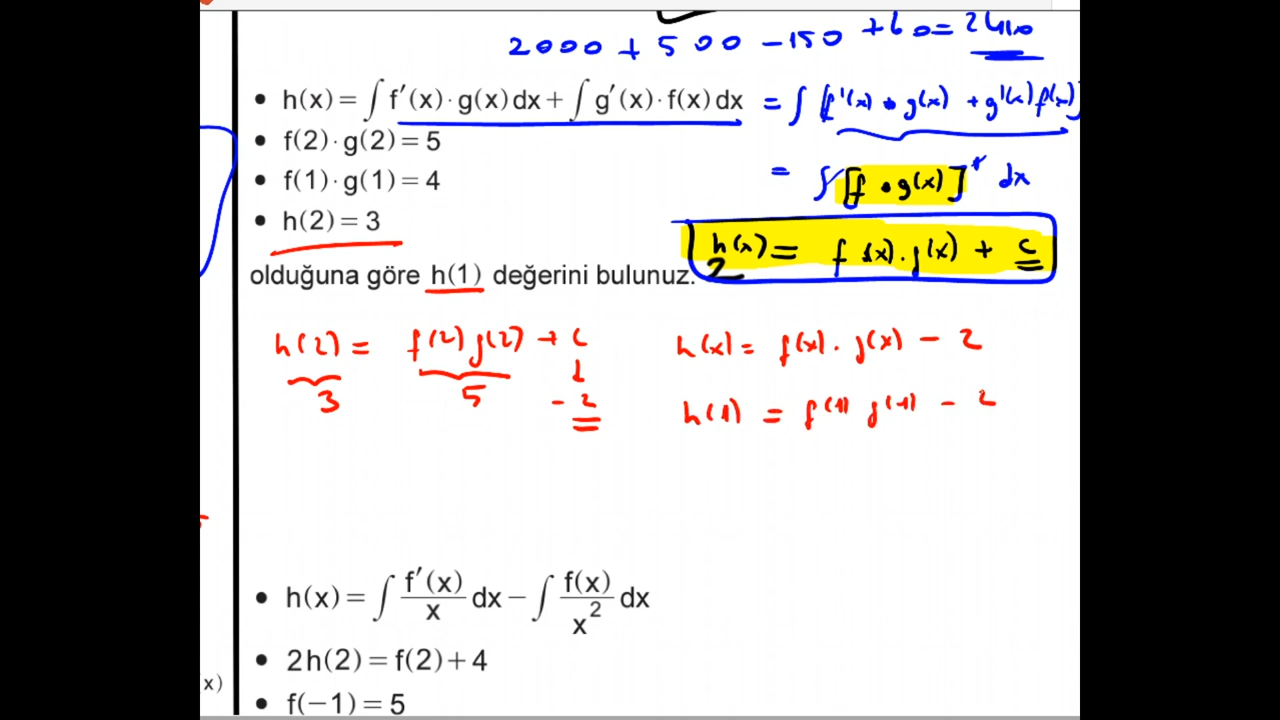 2000 + 500 - 150 + 60 = 2410
• h(x) = ∫ f′(x) · g(x) dx + ∫ g′(x) · f(x) dx = ∫ [f'(x) • g(x) + g'(x) f(x)]
• f(2) · g(2) = 5
• f(1) · g(1) = 4
= ∫ [f • g(x)]' dx
• h(2) = 3
h(x) = f(x) . g(x) + c
olduğuna göre h(1) değerini bulunuz.
h(2) = f(2) g(2) + c
3 5 -2
h(x) = f(x) . g(x) - 2
h(1) = f(1) g(1) - 2
• h(x) = ∫ f′(x)/x dx − ∫ f(x)/x² dx
• 2h(2) = f(2) + 4
x)
• f(−1) = 5